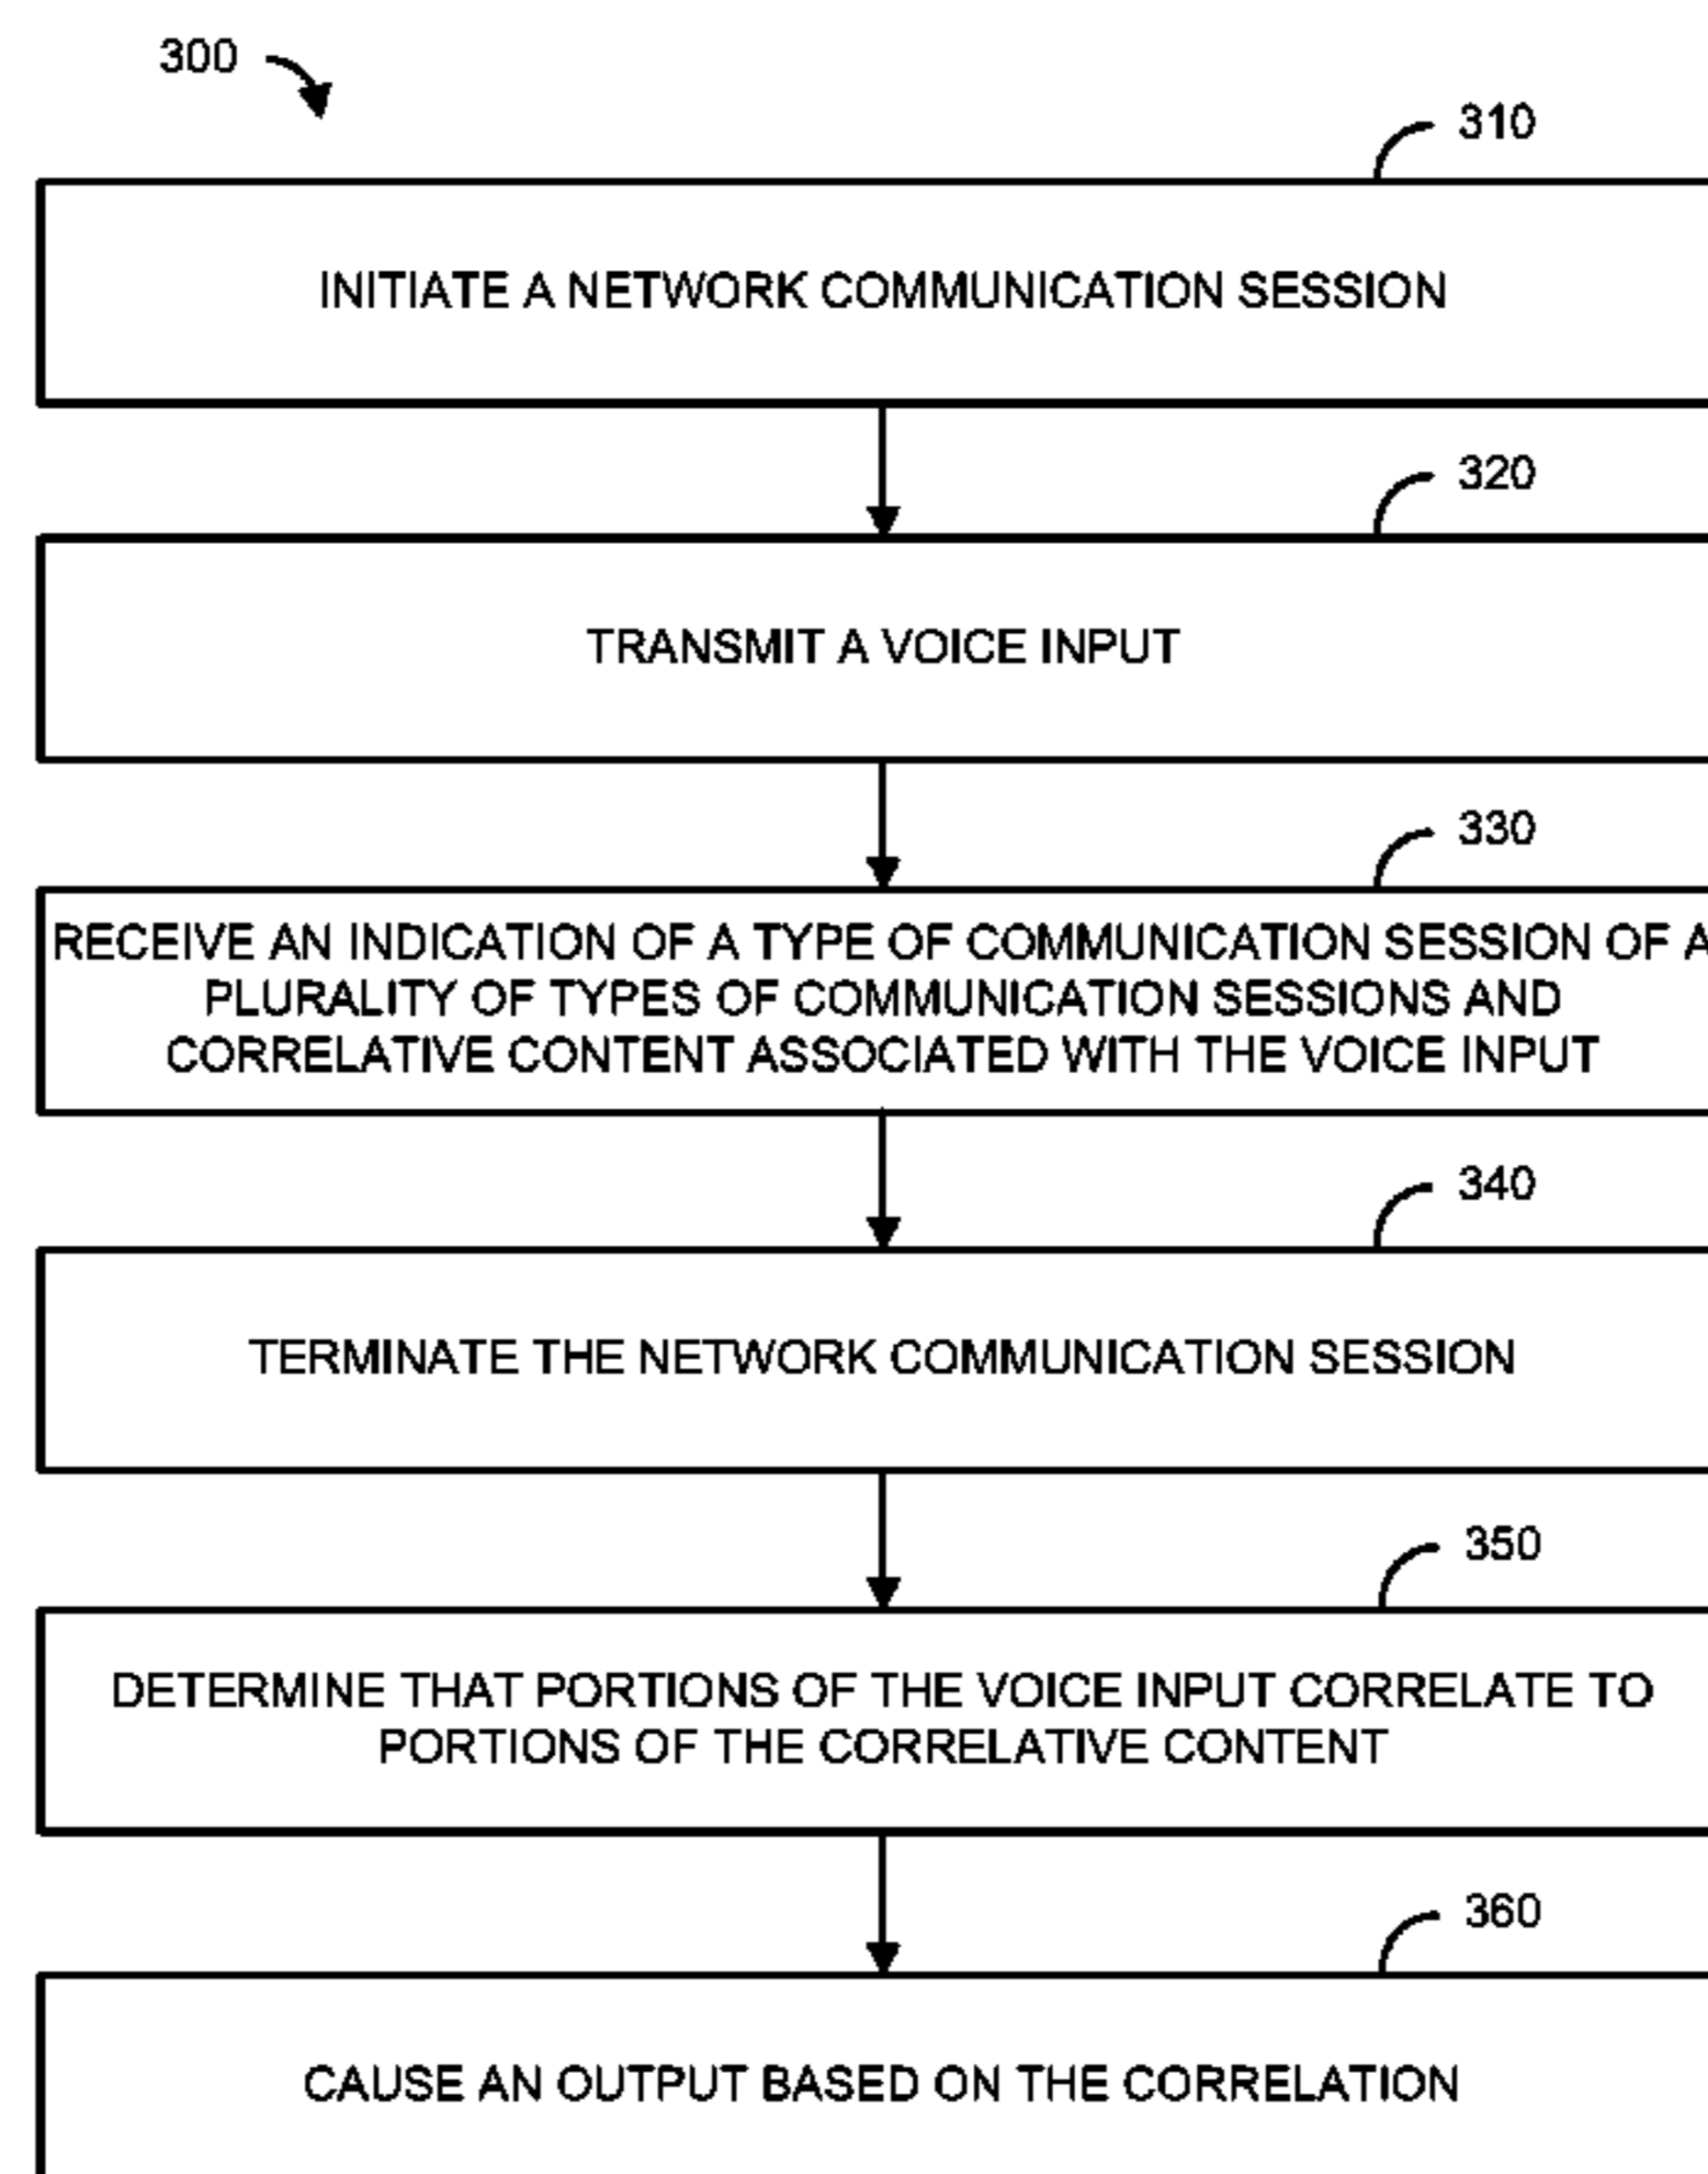 300
310
INITIATE A NETWORK COMMUNICATION SESSION
320
TRANSMIT A VOICE INPUT
330
RECEIVE AN INDICATION OF A TYPE OF COMMUNICATION SESSION OF A
PLURALITY OF TYPES OF COMMUNICATION SESSIONS AND
CORRELATIVE CONTENT ASSOCIATED WITH THE VOICE INPUT
340
TERMINATE THE NETWORK COMMUNICATION SESSION
350
DETERMINE THAT PORTIONS OF THE VOICE INPUT CORRELATE TO
PORTIONS OF THE CORRELATIVE CONTENT
360
CAUSE AN OUTPUT BASED ON THE CORRELATION